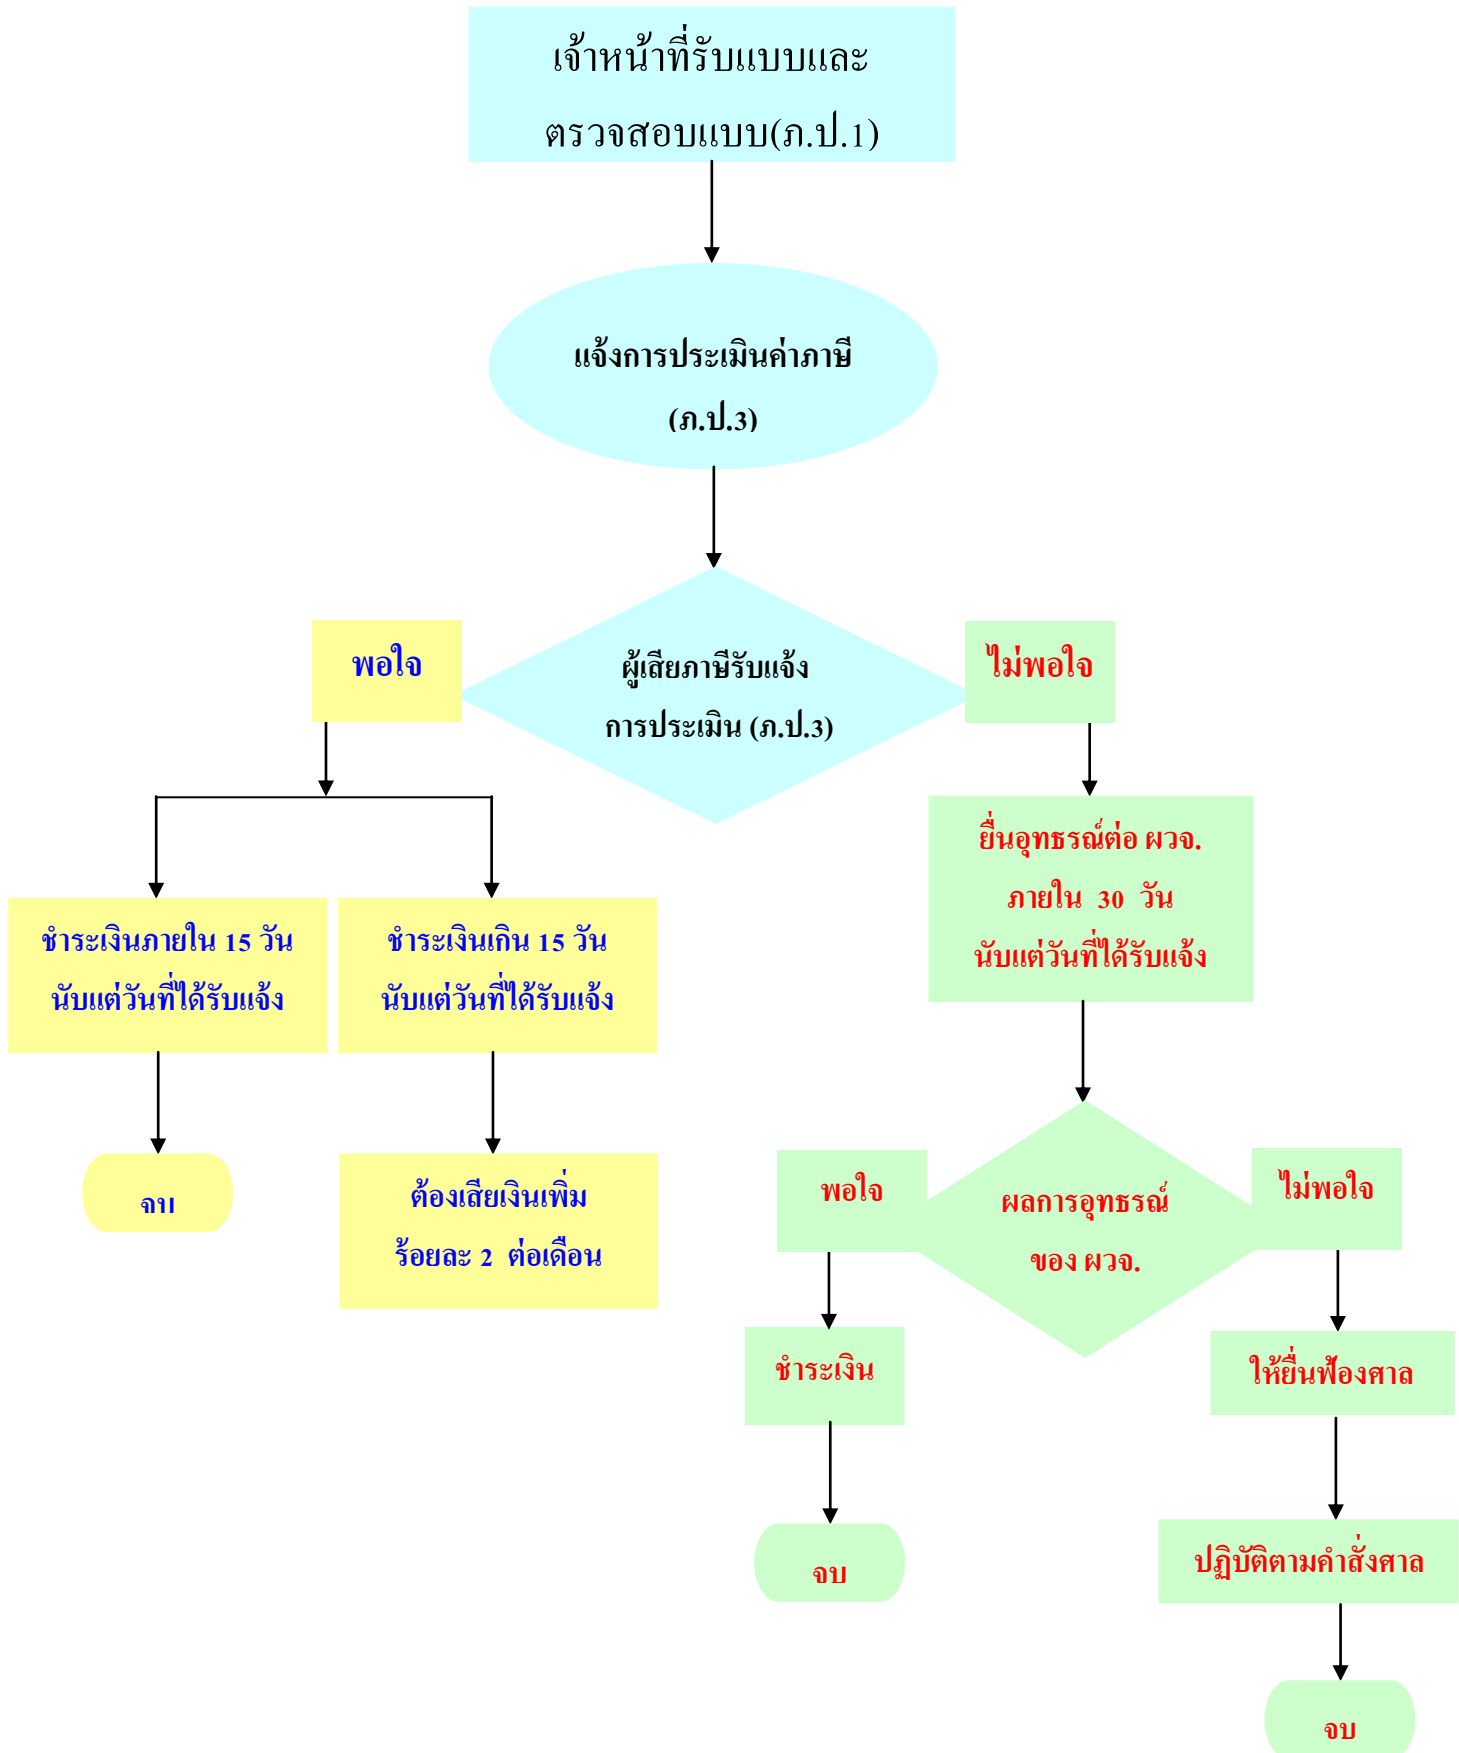 เจ้าหน้าที่รับแบบและ
ตรวจสอบแบบ(ภ.ป.1)
แจ้งการประเมินค่าภาษี
(ภ.ป.3)
พอใจ
ผู้เสียภาษีรับแจ้ง
การประเมิน (ภ.ป.3)
ไม่พอใจ
ชำระเงินภายใน 15 วัน
นับแต่วันที่ได้รับแจ้ง
ชำระเงินเกิน 15 วัน
นับแต่วันที่ได้รับแจ้ง
ยื่นอุทธรณ์ต่อ ผวจ.
ภายใน 30 วัน
นับแต่วันที่ได้รับแจ้ง
จบ
ต้องเสียเงินเพิ่ม
ร้อยละ 2 ต่อเดือน
พอใจ
ผลการอุทธรณ์
ของ ผวจ.
ไม่พอใจ
ชำระเงิน
ให้ยื่นฟ้องศาล
จบ
ปฏิบัติตามคำสั่งศาล
จบ